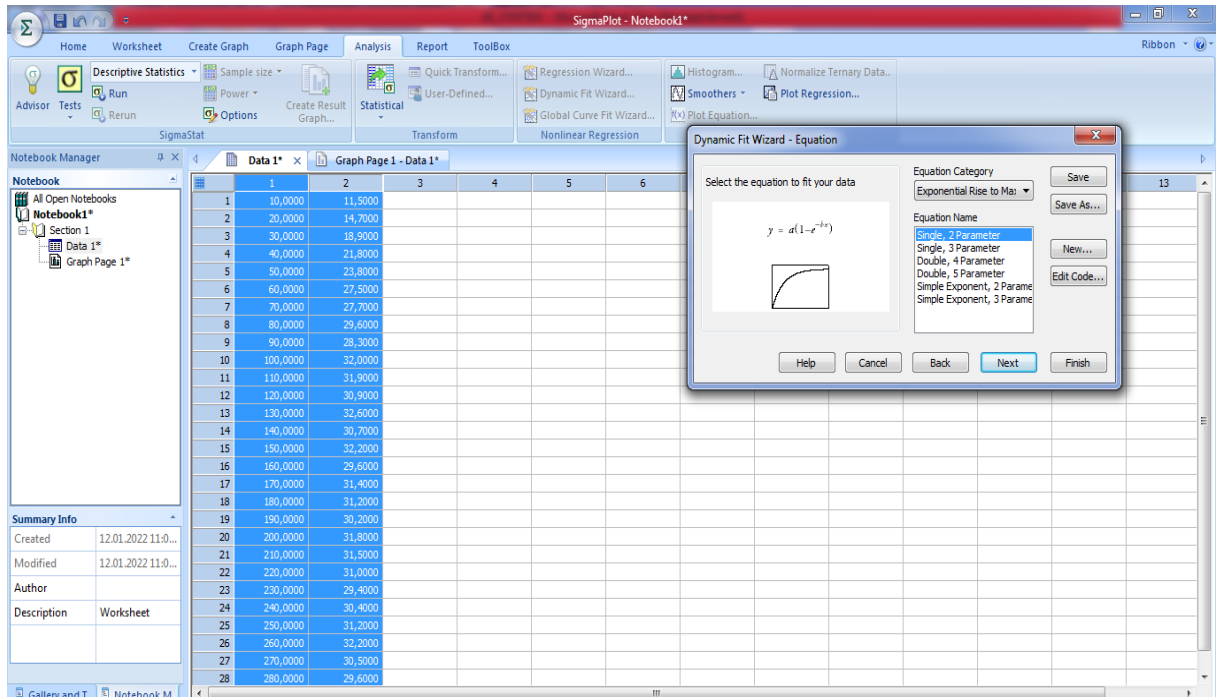 SigmaPlot - Notebook1*
Home Worksheet Create Graph Graph Page Analysis Report ToolBox Ribbon
Descriptive Statistics Sample size Quick Transform... Regression Wizard... Histogram... Normalize Ternary Data..
Advisor Tests Run Power Create Result Graph... Statistical User-Defined... Dynamic Fit Wizard... Smoothers Plot Regression...
Rerun Options Global Curve Fit Wizard... Plot Equation...
SigmaStat Transform Nonlinear Regression
Notebook Manager
Notebook
All Open Notebooks
Notebook1*
Section 1
Data 1*
Graph Page 1*
Summary Info
Created 12.01.2022 11:0...
Modified 12.01.2022 11:0...
Author
Description Worksheet
Gallery and T Notebook M
Data 1* Graph Page 1 - Data 1*
1 2 3 4 5 6 13
1 10,0000 11,5000
2 20,0000 14,7000
3 30,0000 18,9000
4 40,0000 21,8000
5 50,0000 23,8000
6 60,0000 27,5000
7 70,0000 27,7000
8 80,0000 29,6000
9 90,0000 28,3000
10 100,0000 32,0000
11 110,0000 31,9000
12 120,0000 30,9000
13 130,0000 32,6000
14 140,0000 30,7000
15 150,0000 32,2000
16 160,0000 29,6000
17 170,0000 31,4000
18 180,0000 31,2000
19 190,0000 30,2000
20 200,0000 31,8000
21 210,0000 31,5000
22 220,0000 31,0000
23 230,0000 29,4000
24 240,0000 30,4000
25 250,0000 31,2000
26 260,0000 32,2000
27 270,0000 30,5000
28 280,0000 29,6000
Dynamic Fit Wizard - Equation
Select the equation to fit your data
y = a(1-e^{-bx})
Equation Category
Exponential Rise to Ma
Equation Name
Single, 2 Parameter
Single, 3 Parameter
Double, 4 Parameter
Double, 5 Parameter
Simple Exponent, 2 Parame
Simple Exponent, 3 Parame
Save
Save As...
New...
Edit Code...
Help Cancel Back Next Finish